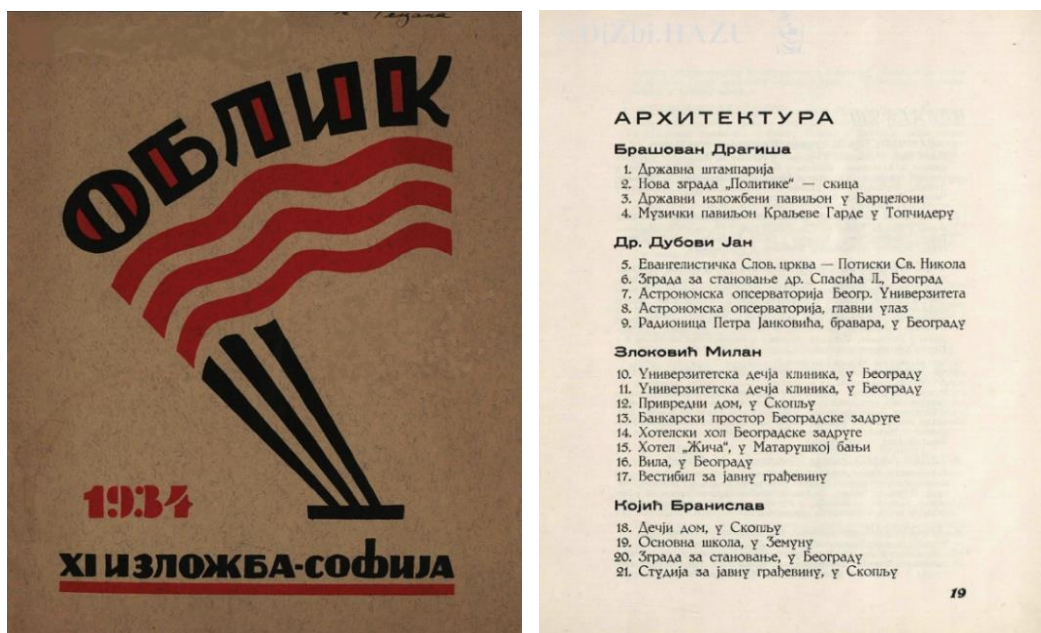 ОБЛИК
1934
XI ИЗЛОЖБА-СОФИЈА
АРХИТЕКТУРА
Брашован Драгиша
1. Државна штампарија
2. Нова зграда „Политике“ — скица
3. Државни изложбени павиљон у Барцелони
4. Музички павиљон Краљеве Гарде у Топчидеру
Др. Дубови Јан
5. Евангелистичка Слов. црква — Потиски Св. Никола
6. Зграда за становање др. Спасића Л., Београд
7. Астрономска опсерваторија Беогр. Универзитета
8. Астрономска опсерваторија, главни улаз
9. Радионица Петра Јанковића, бравара, у Београду
Злоковић Милан
10. Универзитетска дечја клиника, у Београду
11. Универзитетска дечја клиника, у Београду
12. Привредни дом, у Скопљу
13. Банкарски простор Београдске задруге
14. Хотелски хол Београдске задруге
15. Хотел „Жича“, у Матарушкој бањи
16. Вила, у Београду
17. Вестибил за јавну грађевину
Којић Бранислав
18. Дечји дом, у Скопљу
19. Основна школа, у Земуну
20. Зграда за становање, у Београду
21. Студија за јавну грађевину, у Скопљу
19